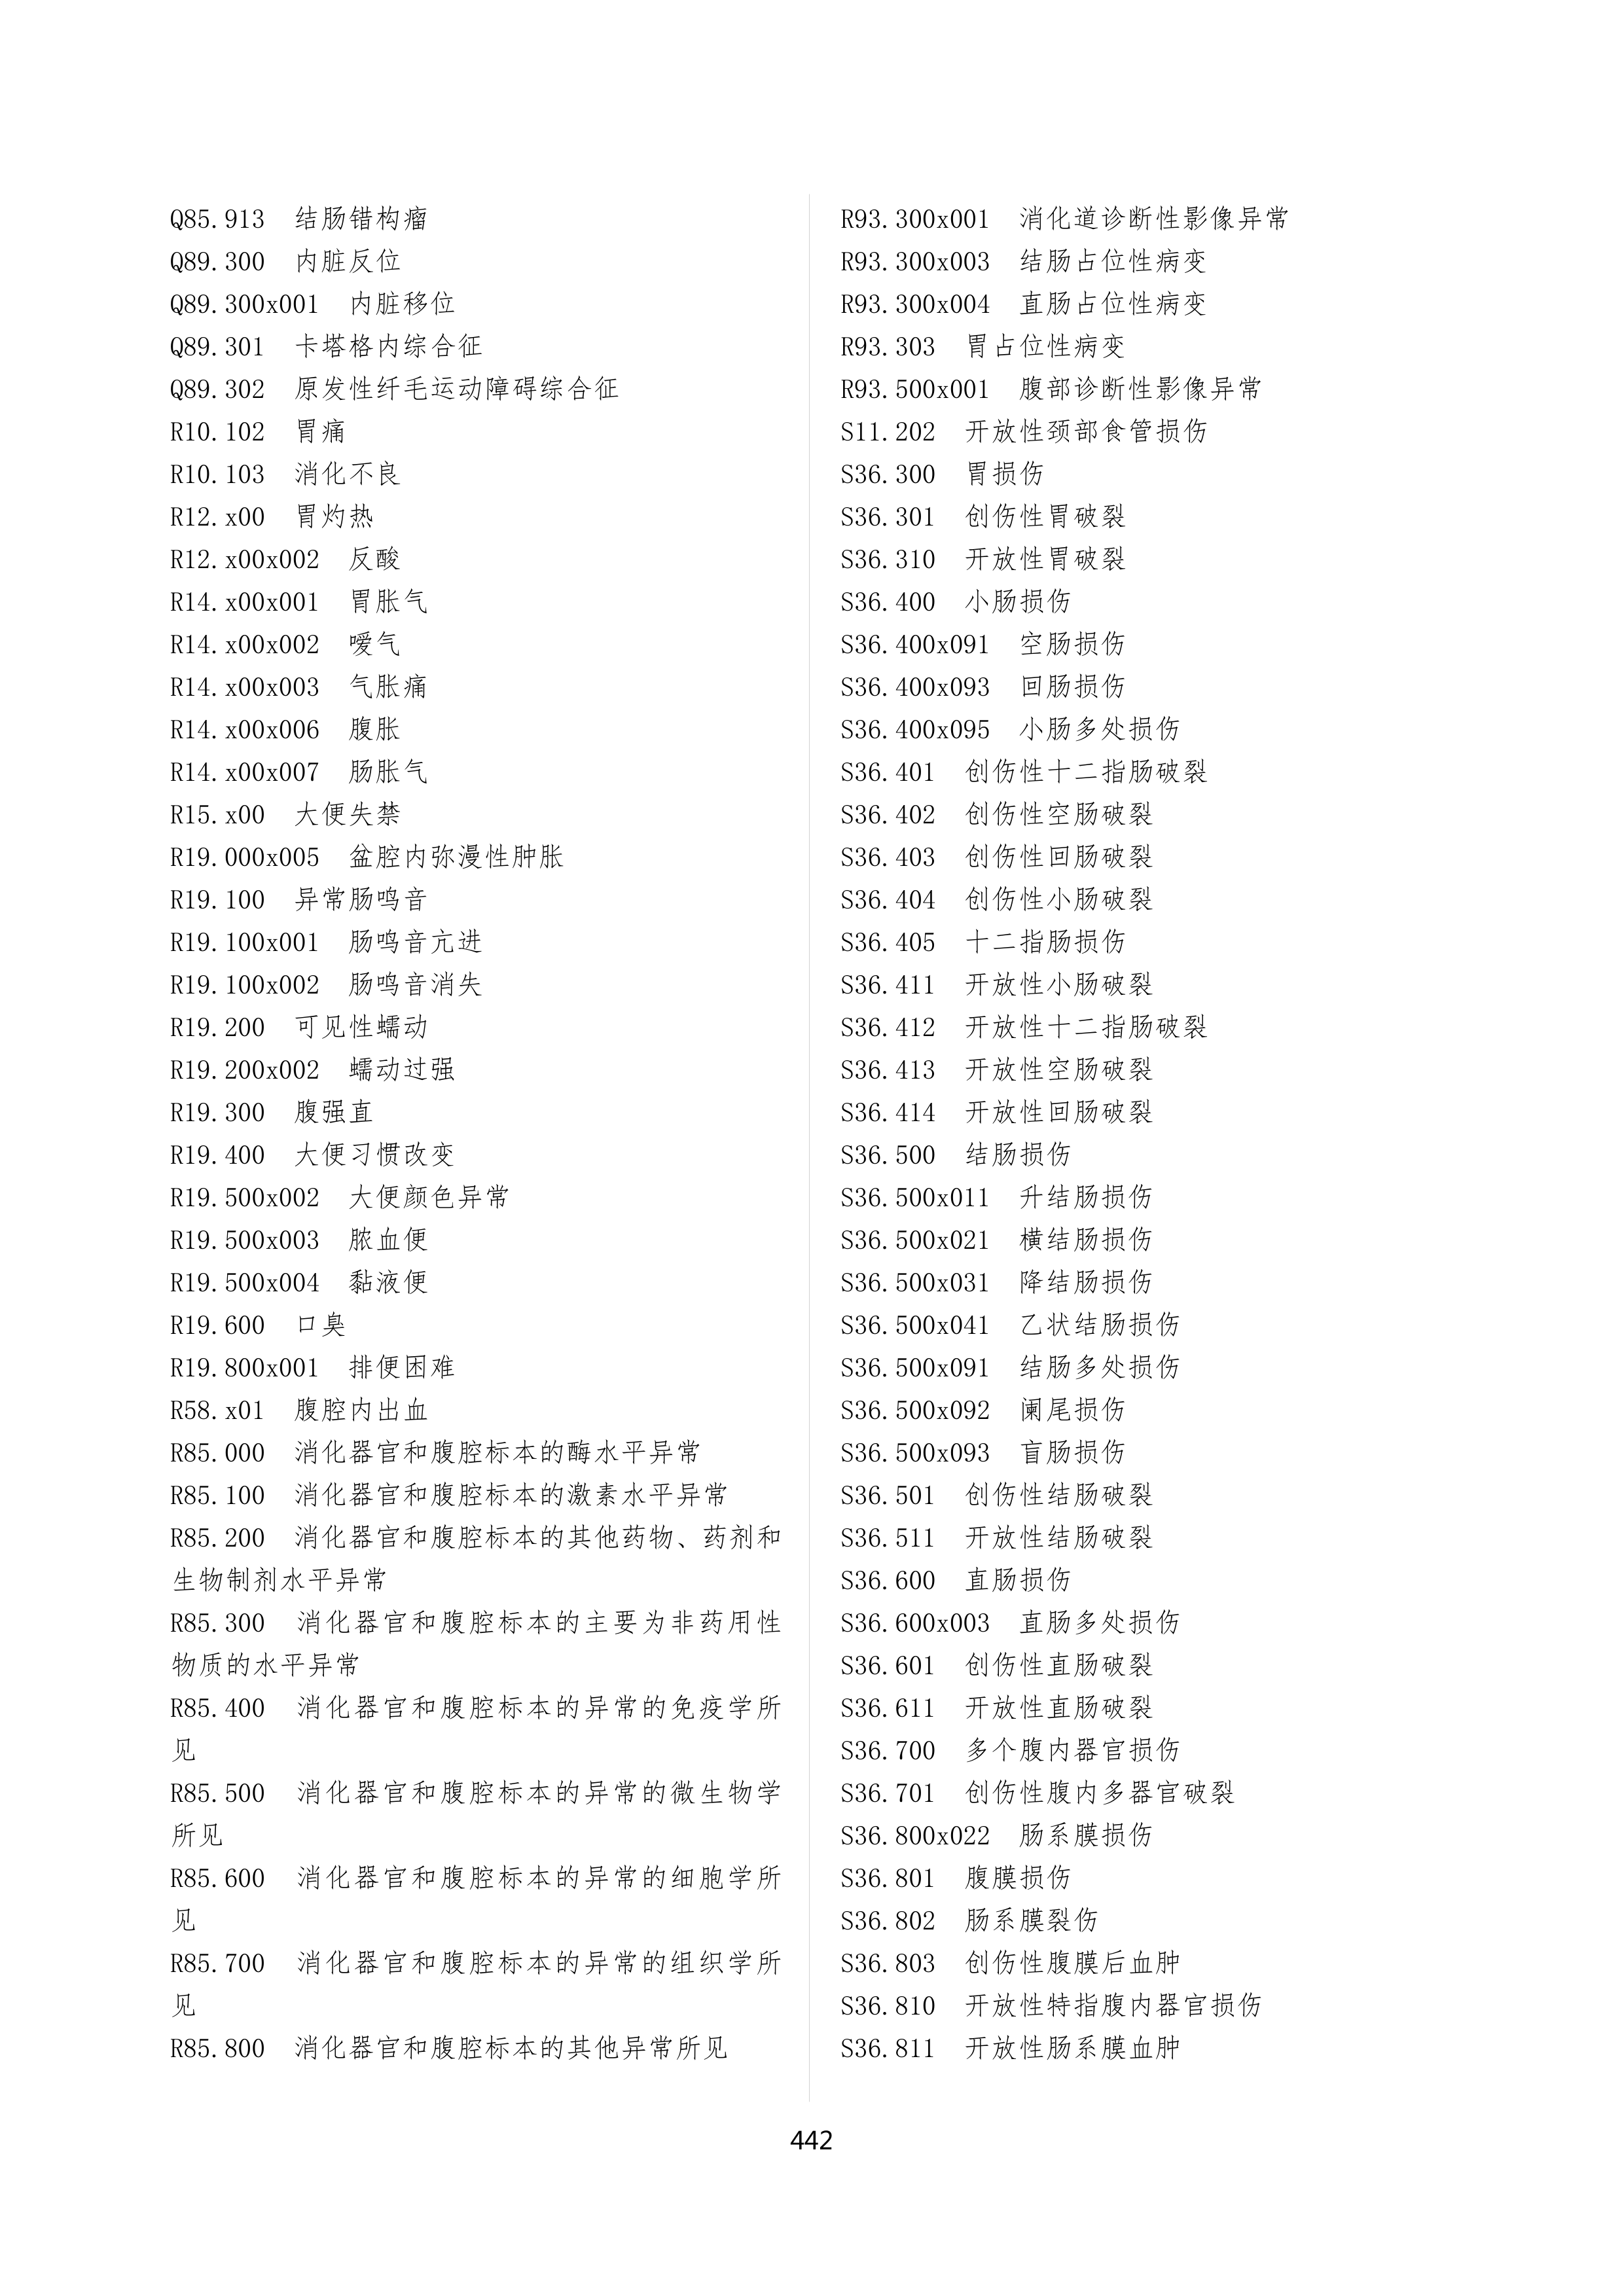 Q85.913 结肠错构瘤
Q89.300 内脏反位
Q89.300x001 内脏移位
Q89.301 卡塔格内综合征
Q89.302 原发性纤毛运动障碍综合征
R10.102 胃痛
R10.103 消化不良
R12.x00 胃灼热
R12.x00x002 反酸
R14.x00x001 胃胀气
R14.x00x002 嗳气
R14.x00x003 气胀痛
R14.x00x006 腹胀
R14.x00x007 肠胀气
R15.x00 大便失禁
R19.000x005 盆腔内弥漫性肿胀
R19.100 异常肠鸣音
R19.100x001 肠鸣音亢进
R19.100x002 肠鸣音消失
R19.200 可见性蠕动
R19.200x002 蠕动过强
R19.300 腹强直
R19.400 大便习惯改变
R19.500x002 大便颜色异常
R19.500x003 脓血便
R19.500x004 黏液便
R19.600 口臭
R19.800x001 排便困难
R58.x01 腹腔内出血
R85.000 消化器官和腹腔标本的酶水平异常
R85.100 消化器官和腹腔标本的激素水平异常
R85.200 消化器官和腹腔标本的其他药物、药剂和
生物制剂水平异常
R85.300 消化器官和腹腔标本的主要为非药用性
物质的水平异常
R85.400 消化器官和腹腔标本的异常的免疫学所
见
R85.500 消化器官和腹腔标本的异常的微生物学
所见
R85.600 消化器官和腹腔标本的异常的细胞学所
见
R85.700 消化器官和腹腔标本的异常的组织学所
见
R85.800 消化器官和腹腔标本的其他异常所见
R93.300x001 消化道诊断性影像异常
R93.300x003 结肠占位性病变
R93.300x004 直肠占位性病变
R93.303 胃占位性病变
R93.500x001 腹部诊断性影像异常
S11.202 开放性颈部食管损伤
S36.300 胃损伤
S36.301 创伤性胃破裂
S36.310 开放性胃破裂
S36.400 小肠损伤
S36.400x091 空肠损伤
S36.400x093 回肠损伤
S36.400x095 小肠多处损伤
S36.401 创伤性十二指肠破裂
S36.402 创伤性空肠破裂
S36.403 创伤性回肠破裂
S36.404 创伤性小肠破裂
S36.405 十二指肠损伤
S36.411 开放性小肠破裂
S36.412 开放性十二指肠破裂
S36.413 开放性空肠破裂
S36.414 开放性回肠破裂
S36.500 结肠损伤
S36.500x011 升结肠损伤
S36.500x021 横结肠损伤
S36.500x031 降结肠损伤
S36.500x041 乙状结肠损伤
S36.500x091 结肠多处损伤
S36.500x092 阑尾损伤
S36.500x093 盲肠损伤
S36.501 创伤性结肠破裂
S36.511 开放性结肠破裂
S36.600 直肠损伤
S36.600x003 直肠多处损伤
S36.601 创伤性直肠破裂
S36.611 开放性直肠破裂
S36.700 多个腹内器官损伤
S36.701 创伤性腹内多器官破裂
S36.800x022 肠系膜损伤
S36.801 腹膜损伤
S36.802 肠系膜裂伤
S36.803 创伤性腹膜后血肿
S36.810 开放性特指腹内器官损伤
S36.811 开放性肠系膜血肿
442